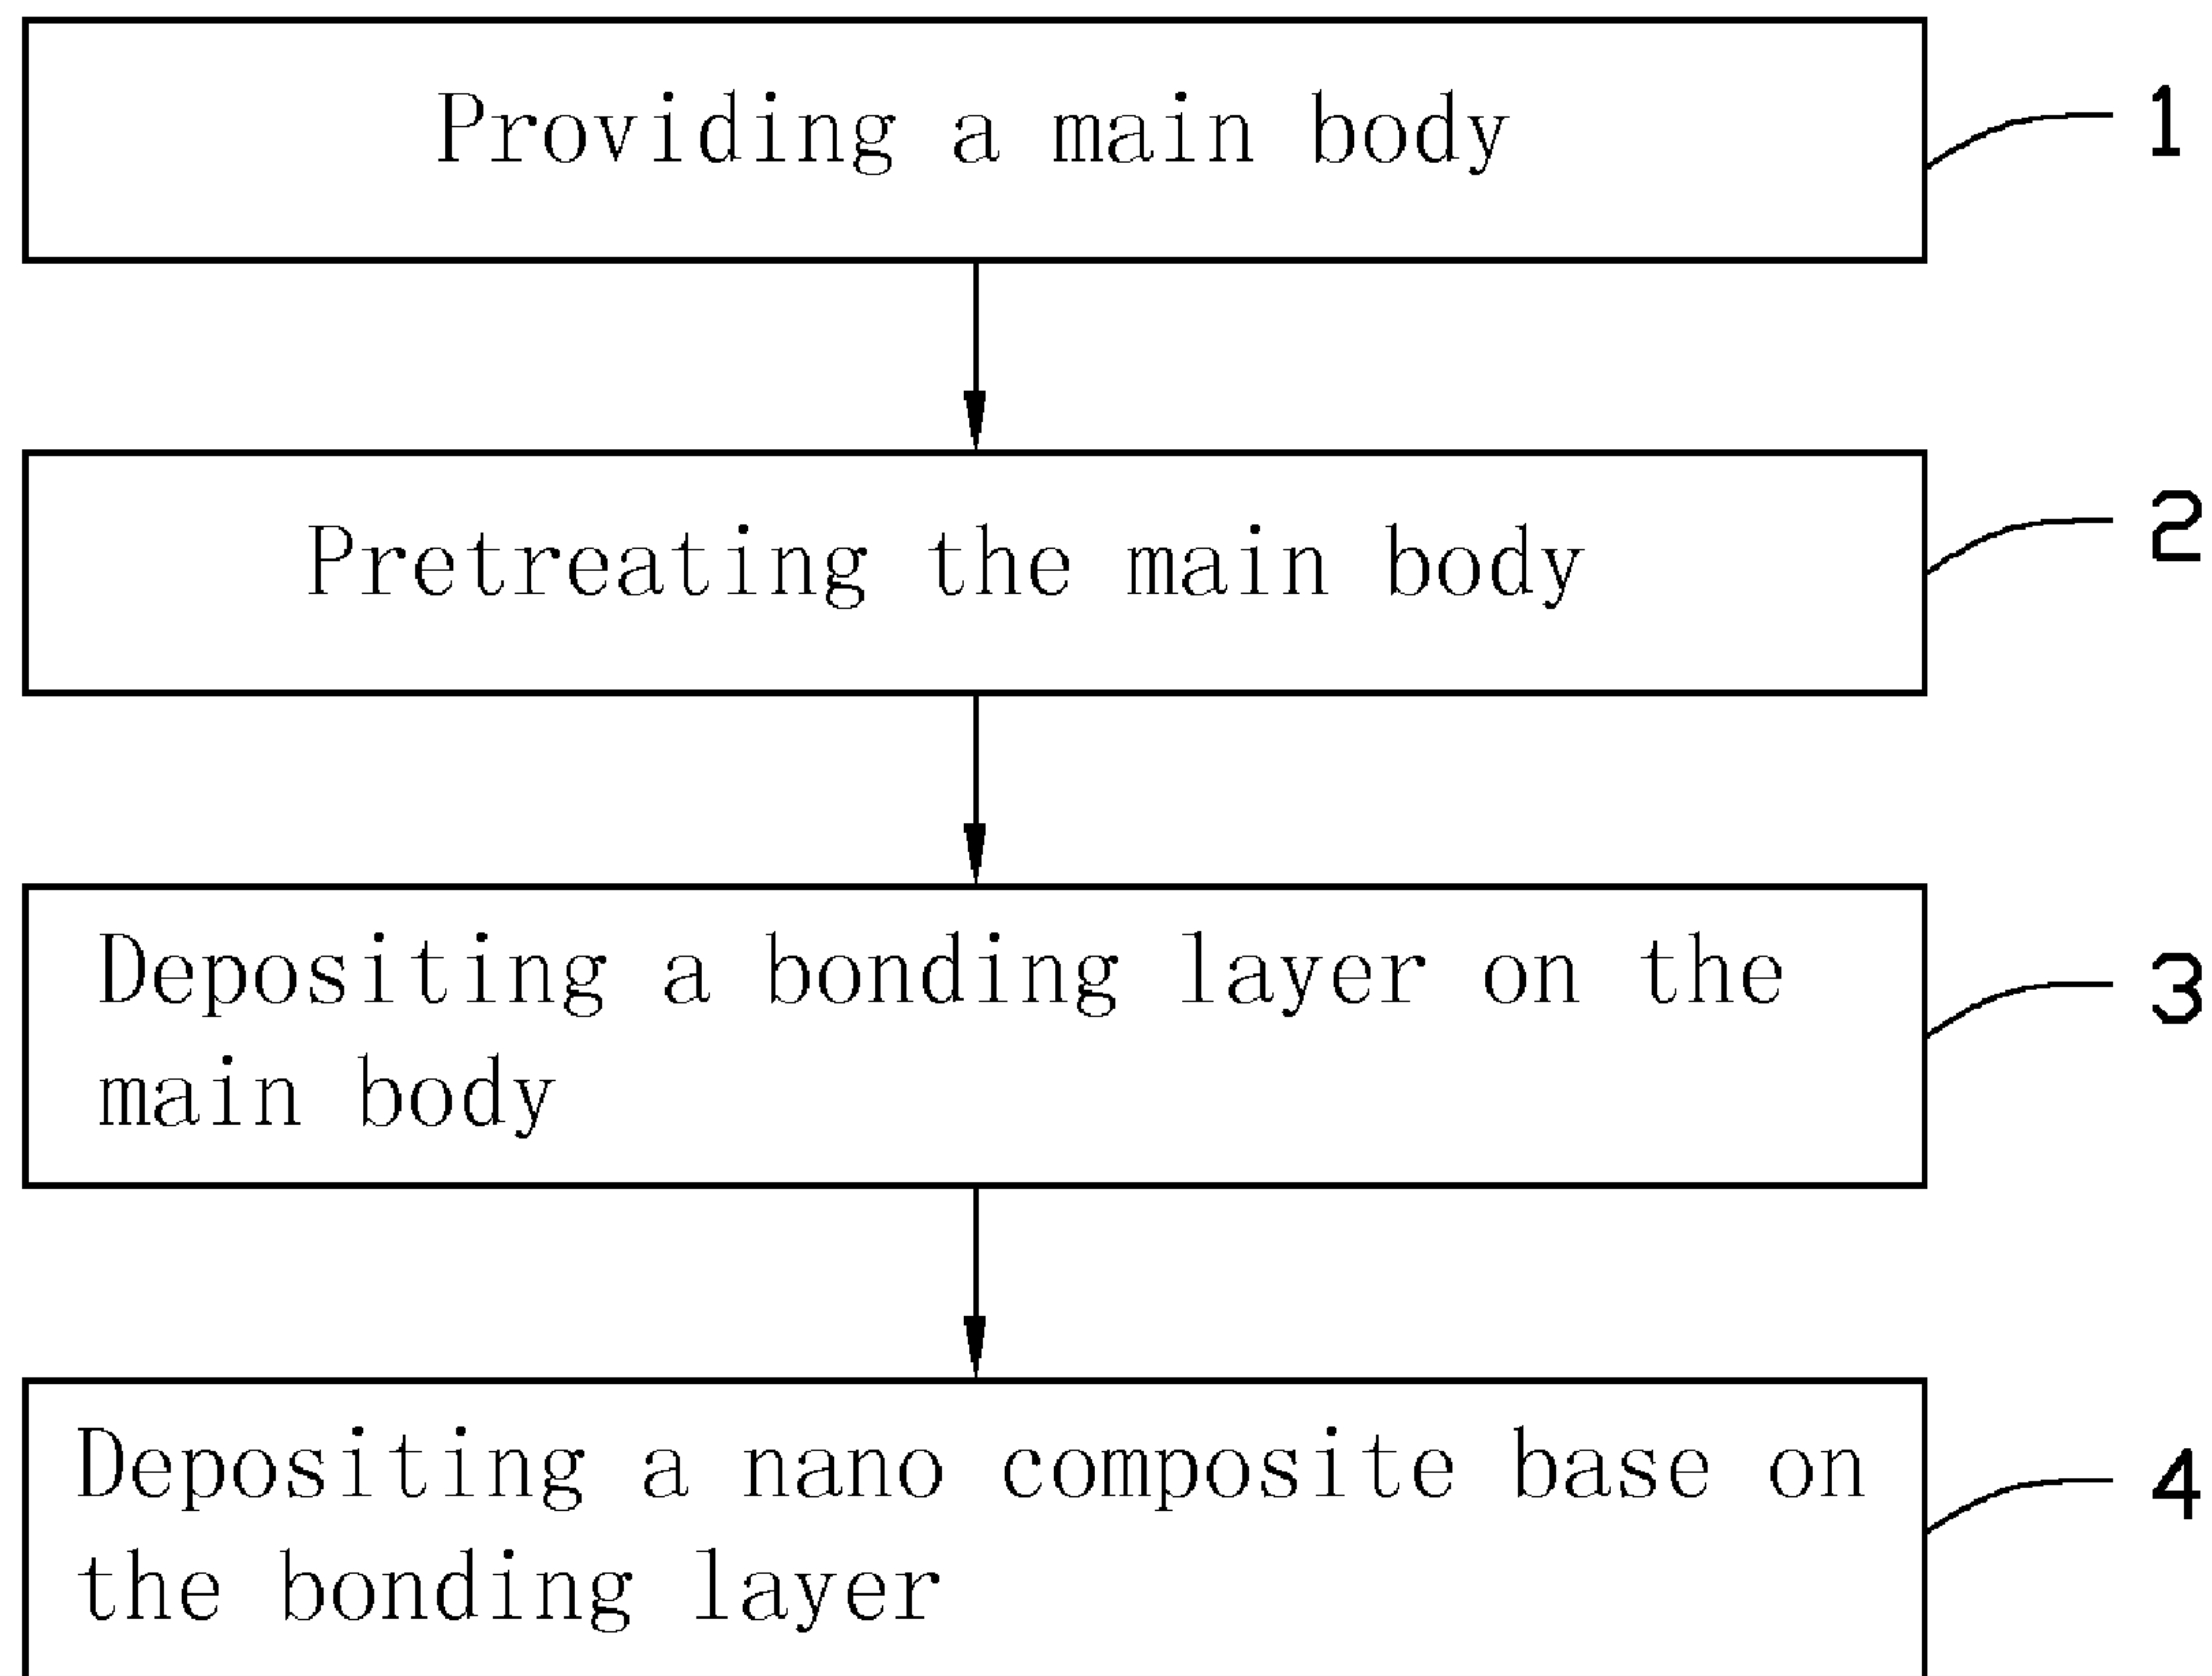 Providing a main body
1
Pretreating the main body
2
Depositing a bonding layer on the
main body
3
Depositing a nano composite base on
the bonding layer
4